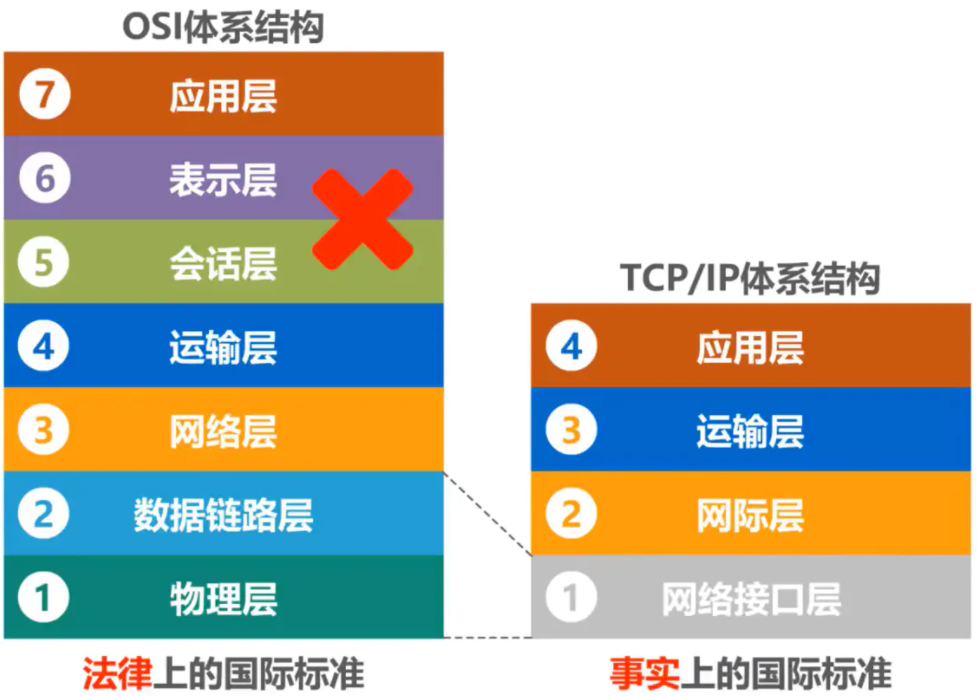 OSI体系结构
7 应用层
6 表示层
5 会话层
4 运输层
3 网络层
2 数据链路层
1 物理层
法律上的国际标准
TCP/IP体系结构
4 应用层
3 运输层
2 网际层
1 网络接口层
事实上的国际标准